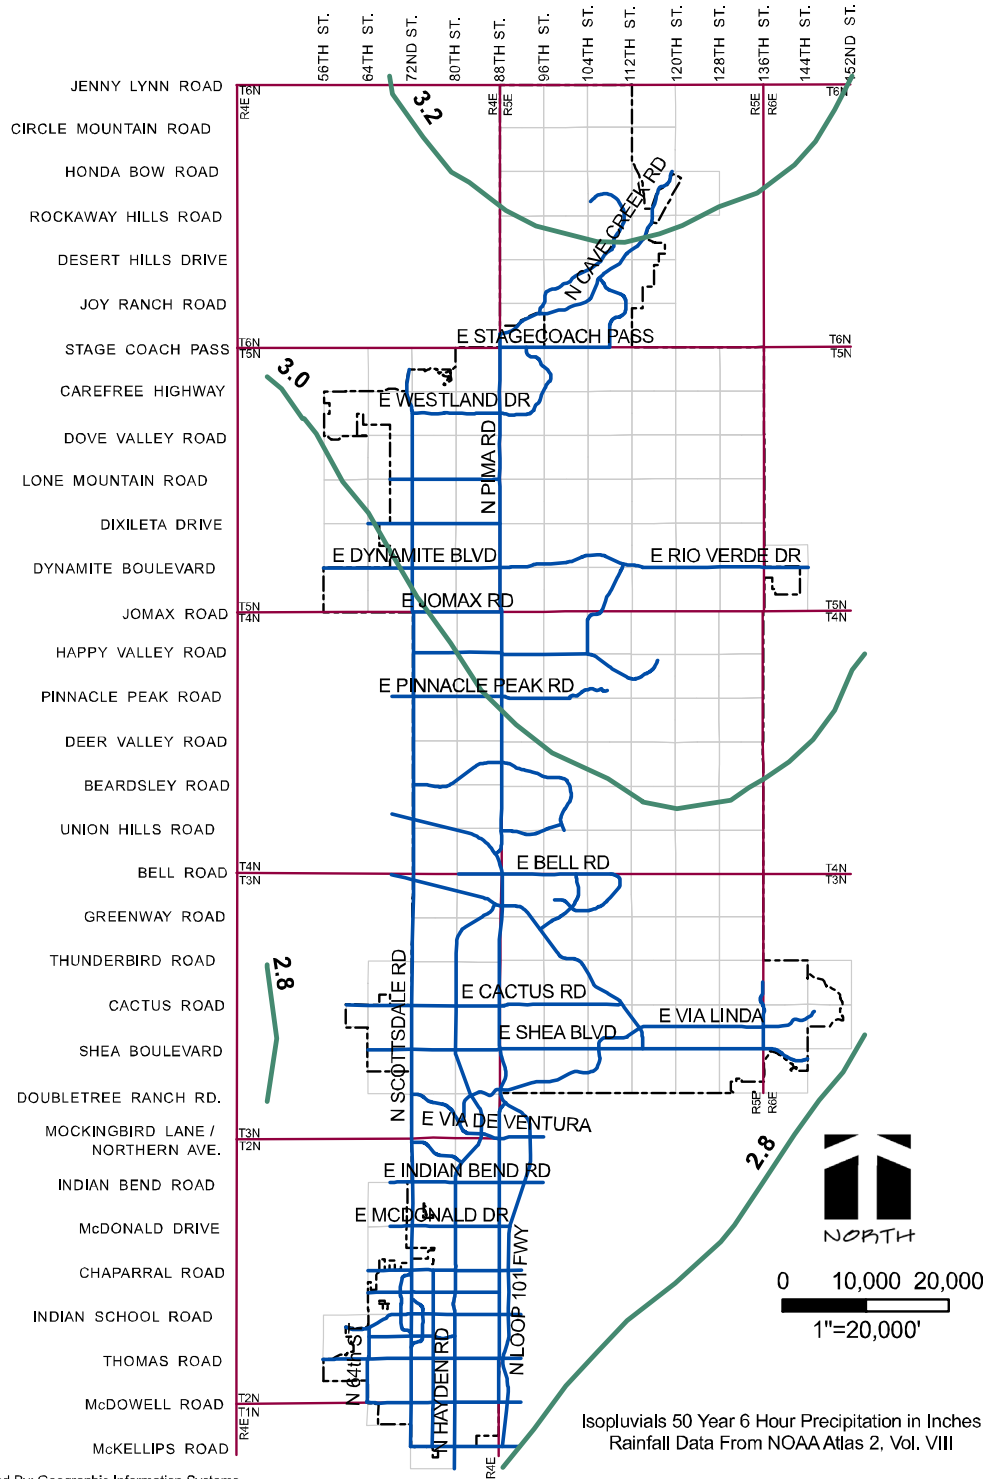 56TH ST.
64TH ST.
72ND ST.
80TH ST.
88TH ST.
96TH ST.
104TH ST.
112TH ST.
120TH ST.
128TH ST.
136TH ST.
144TH ST.
152ND ST.
JENNY LYNN ROAD
T6N
R4E
R4E
R5E
R5E
R6E
T6N
3.2
CIRCLE MOUNTAIN ROAD
HONDA BOW ROAD
ROCKAWAY HILLS ROAD
N CAVE CREEK RD
DESERT HILLS DRIVE
JOY RANCH ROAD
E STAGECOACH PASS
STAGE COACH PASS
T6N
T5N
T6N
T5N
3.0
CAREFREE HIGHWAY
E WESTLAND DR
DOVE VALLEY ROAD
N PIMA RD
LONE MOUNTAIN ROAD
DIXILETA DRIVE
E DYNAMITE BLVD
E RIO VERDE DR
DYNAMITE BOULEVARD
E JOMAX RD
JOMAX ROAD
T5N
T4N
T5N
T4N
HAPPY VALLEY ROAD
E PINNACLE PEAK RD
PINNACLE PEAK ROAD
DEER VALLEY ROAD
BEARDSLEY ROAD
UNION HILLS ROAD
E BELL RD
BELL ROAD
T4N
T3N
T4N
T3N
GREENWAY ROAD
THUNDERBIRD ROAD
2.8
N SCOTTSDALE RD
E CACTUS RD
CACTUS ROAD
E VIA LINDA
E SHEA BLVD
SHEA BOULEVARD
DOUBLETREE RANCH RD.
R5E
R6E
E VIA DE VENTURA
MOCKINGBIRD LANE /
NORTHERN AVE.
T3N
T2N
2.8
E INDIAN BEND RD
INDIAN BEND ROAD
E MCDONALD DR
McDONALD DRIVE
NORTH
CHAPARRAL ROAD
N LOOP 101 FWY
0 10,000 20,000
1"=20,000'
INDIAN SCHOOL ROAD
N 64th ST
N HAYDEN RD
THOMAS ROAD
McDOWELL ROAD
T2N
T1N
R4E
McKELLIPS ROAD
R4E
Isopluvials 50 Year 6 Hour Precipitation in Inches
Rainfall Data From NOAA Atlas 2, Vol. VIII